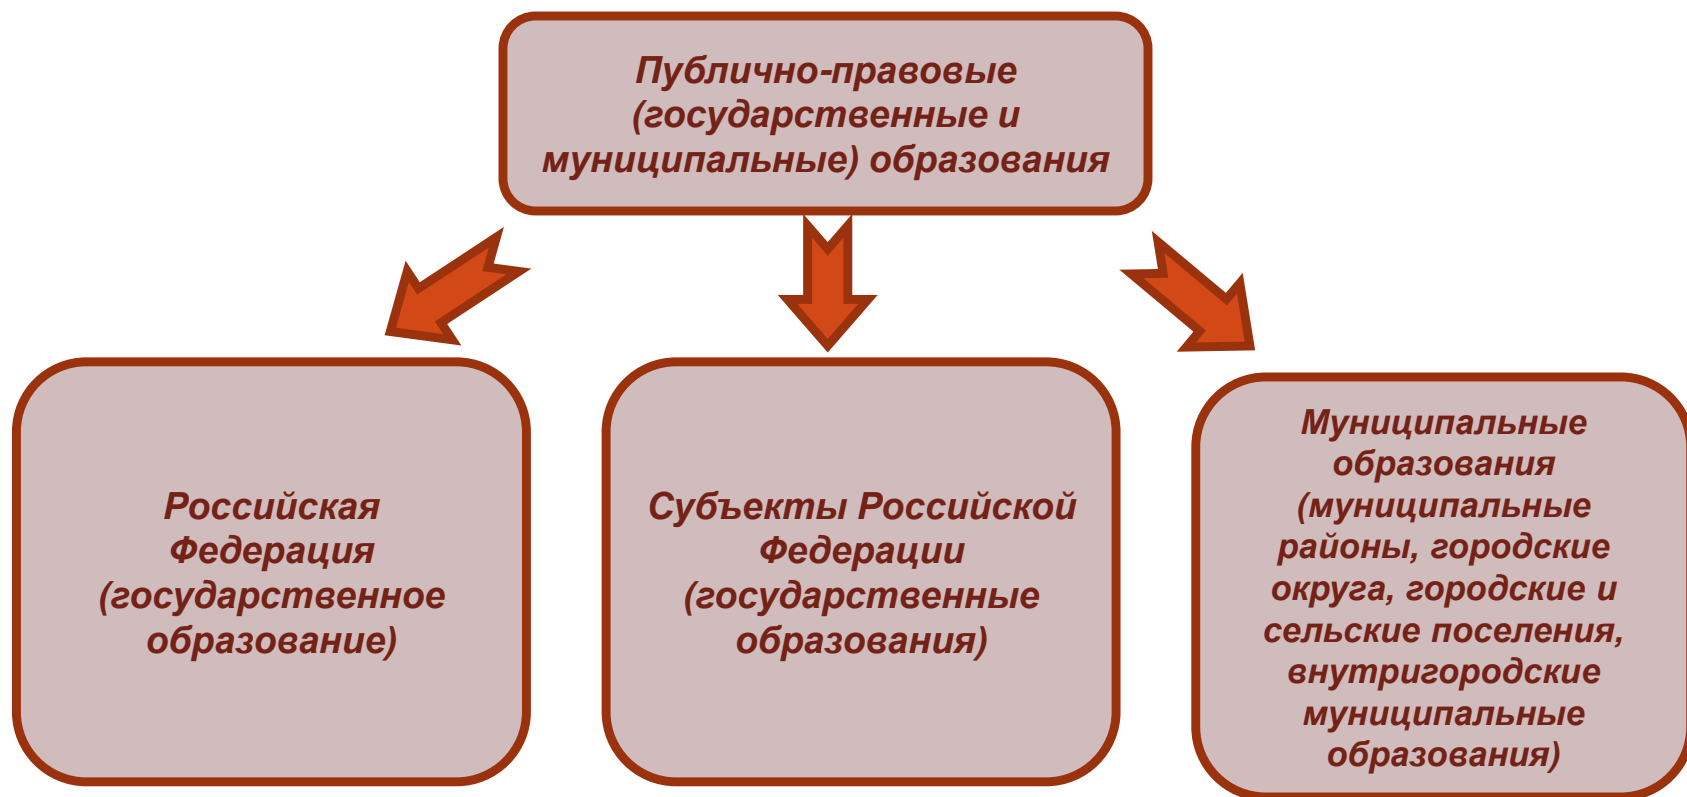 Публично-правовые
(государственные и
муниципальные) образования
Российская
Федерация
(государственное
образование)
Субъекты Российской
Федерации
(государственные
образования)
Муниципальные
образования
(муниципальные
районы, городские
округа, городские и
сельские поселения,
внутригородские
муниципальные
образования)